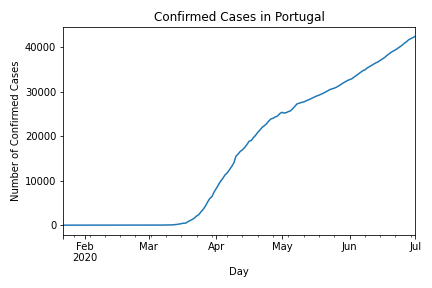 Confirmed Cases in Portugal
Number of Confirmed Cases
40000
30000
20000
10000
0
Feb Mar Apr May Jun Jul
2020
Day